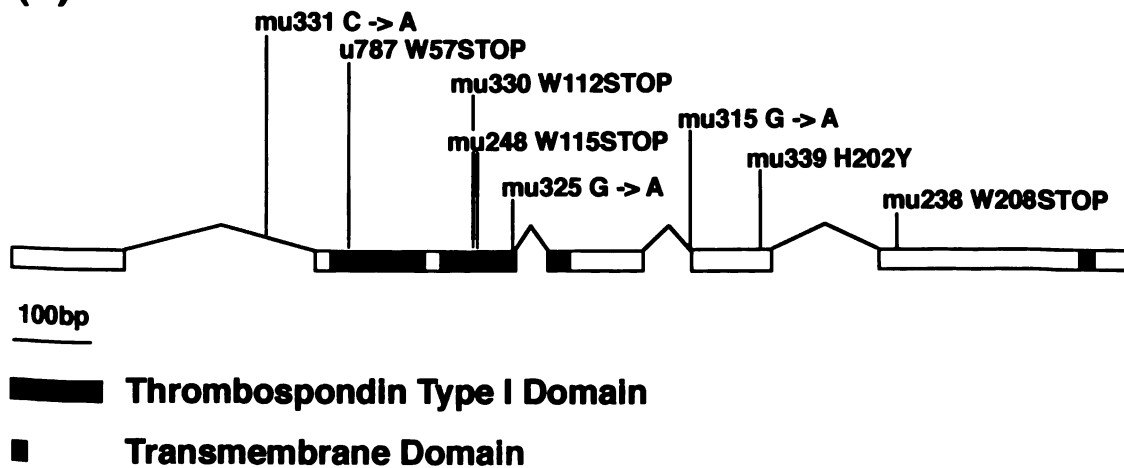 mu331 C -> A
u787 W57STOP
mu330 W112STOP
mu248 W115STOP
mu325 G -> A
mu315 G -> A
mu339 H202Y
mu238 W208STOP
100bp
Thrombospondin Type I Domain
Transmembrane Domain